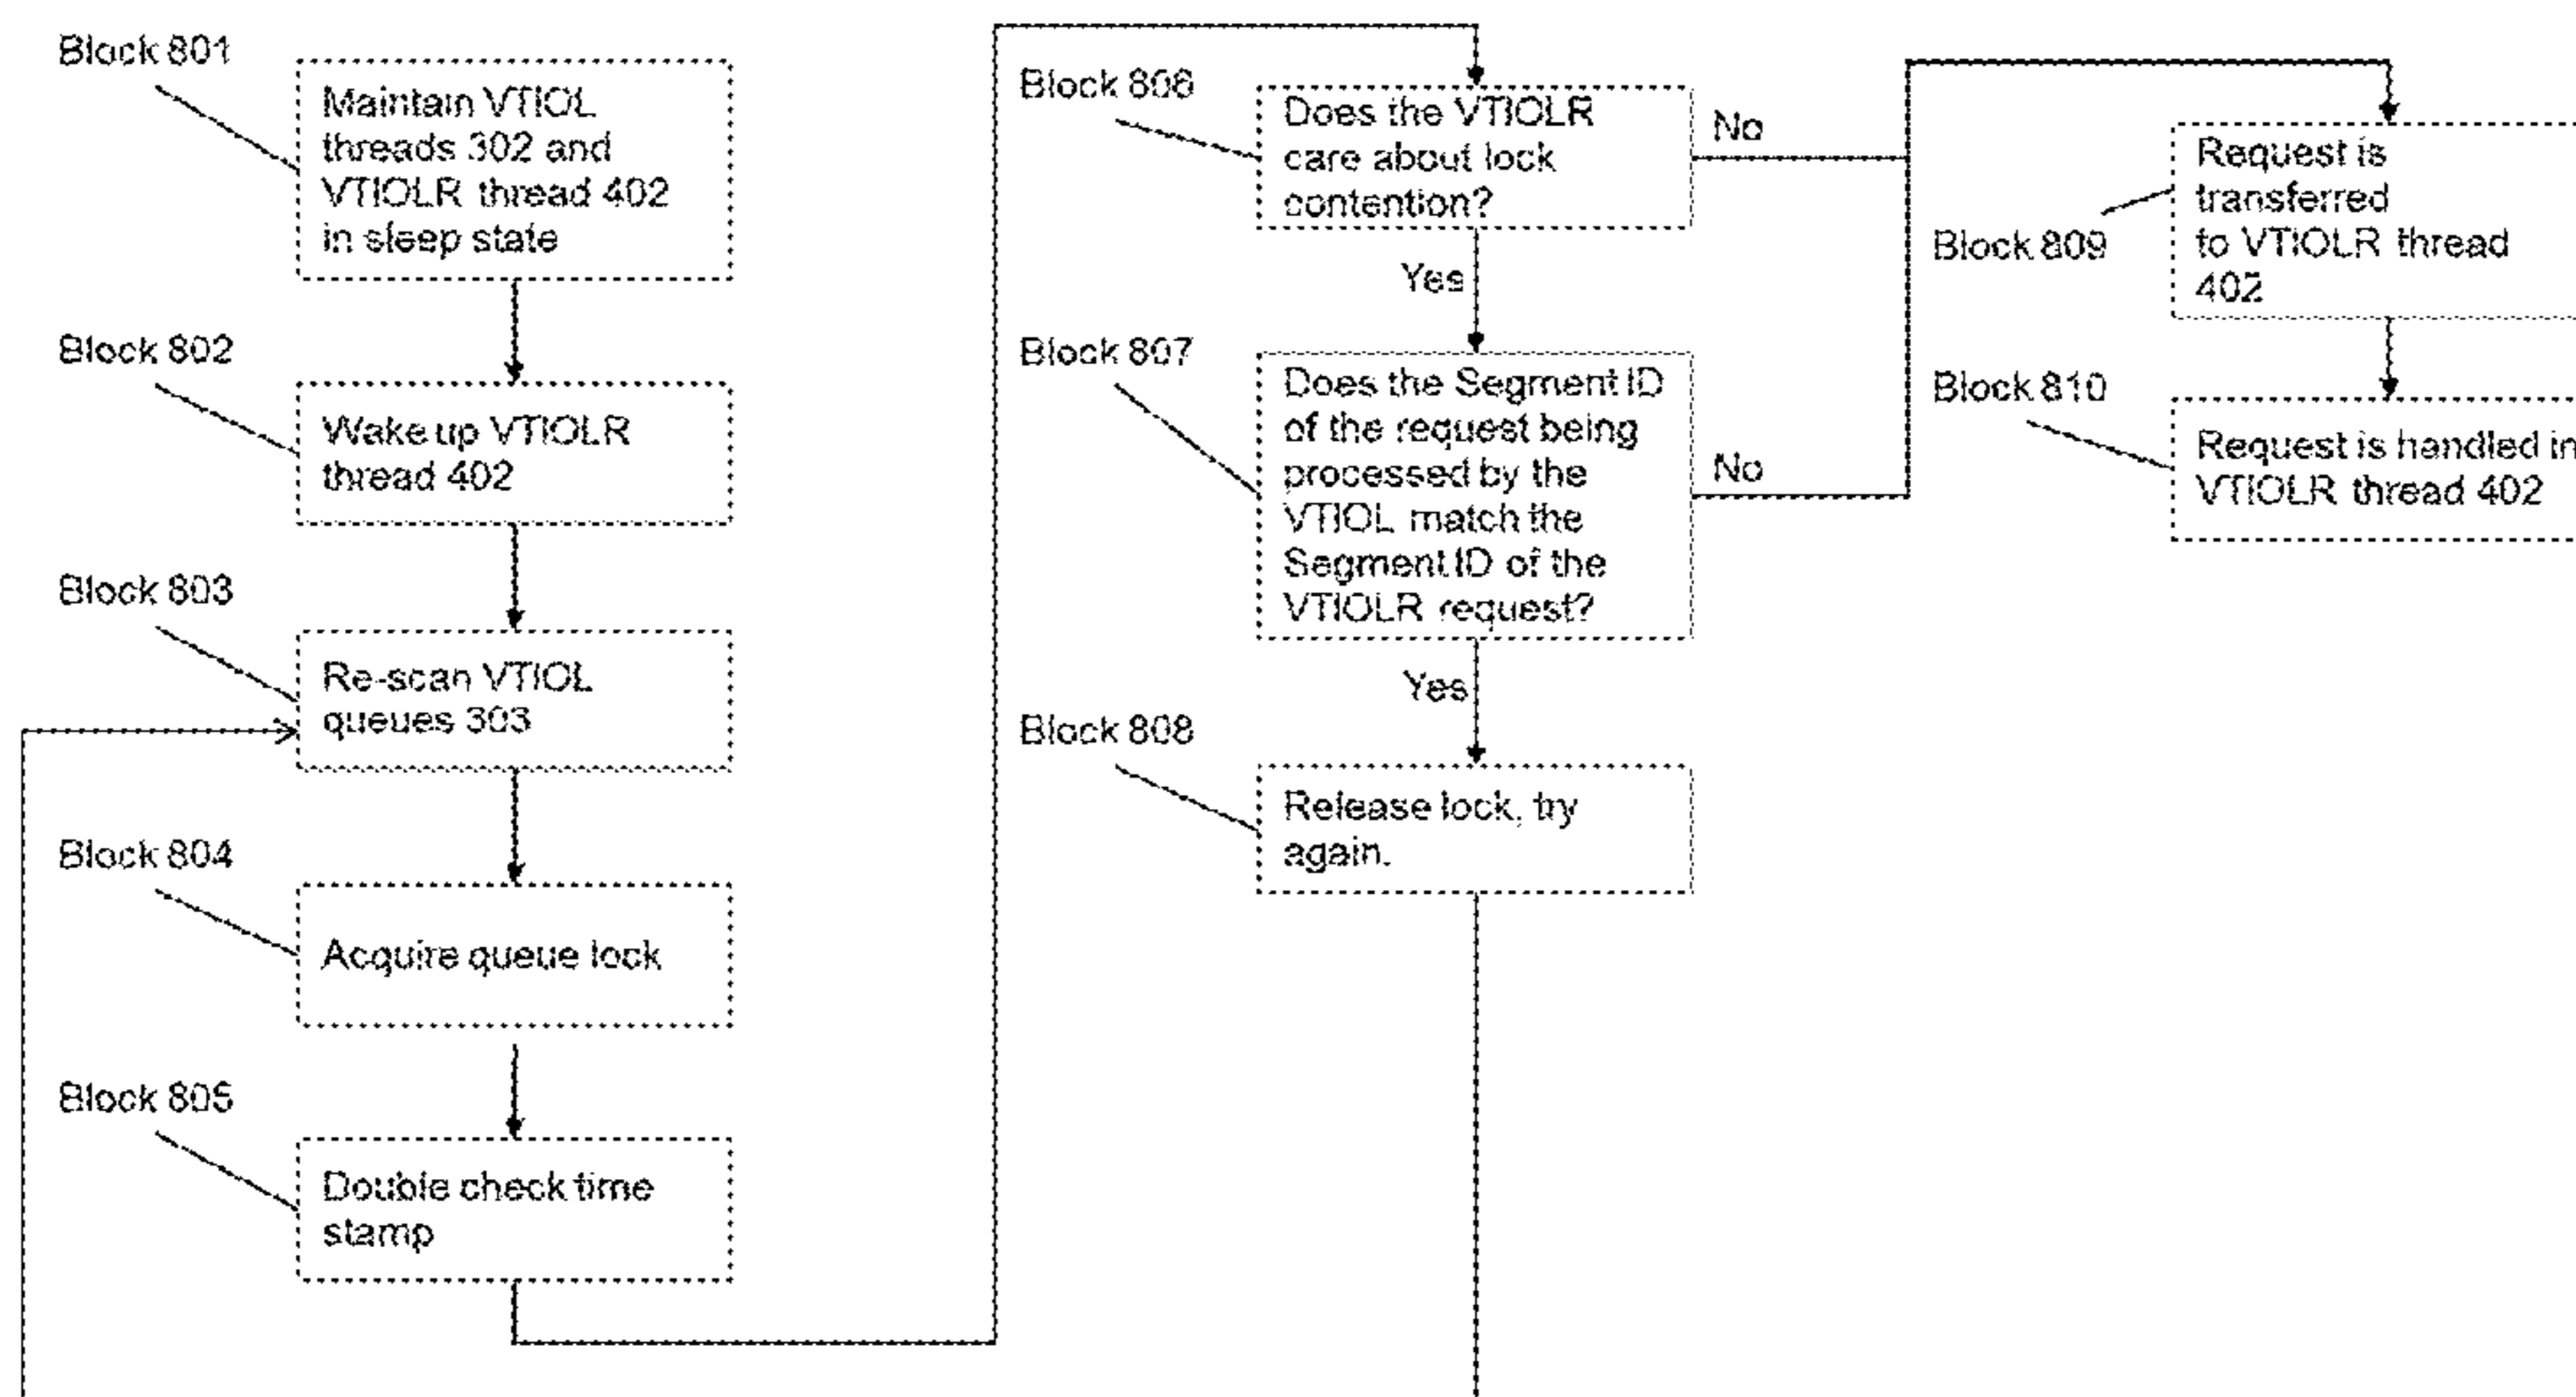 Block 801
Maintain VTIOL
threads 302 and
VTIOLR thread 402
in sleep state
Block 802
Wake up VTIOLR
thread 402
Block 803
Re-scan VTIOL
queues 303
Block 804
Acquire queue lock
Block 805
Double check time
stamp
Block 806
Does the VTIOLR
care about lock
contention?
No
Yes
Block 807
Does the Segment ID
of the request being
processed by the
VTIOL match the
Segment ID of the
VTIOLR request?
No
Yes
Block 808
Release lock, try
again.
Block 809
Request is
transferred
to VTIOLR thread
402
Block 810
Request is handled in
VTIOLR thread 402